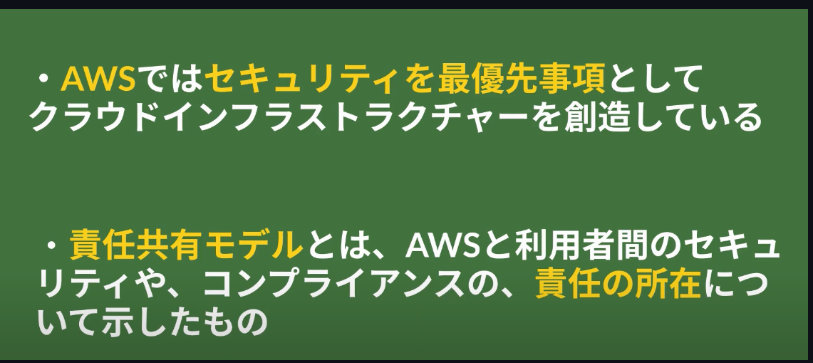 ・AWSではセキュリティを最優先事項として
クラウドインフラストラクチャーを創造している
・責任共有モデルとは、AWSと利用者間のセキュ
リティや、コンプライアンスの、責任の所在につ
いて示したもの